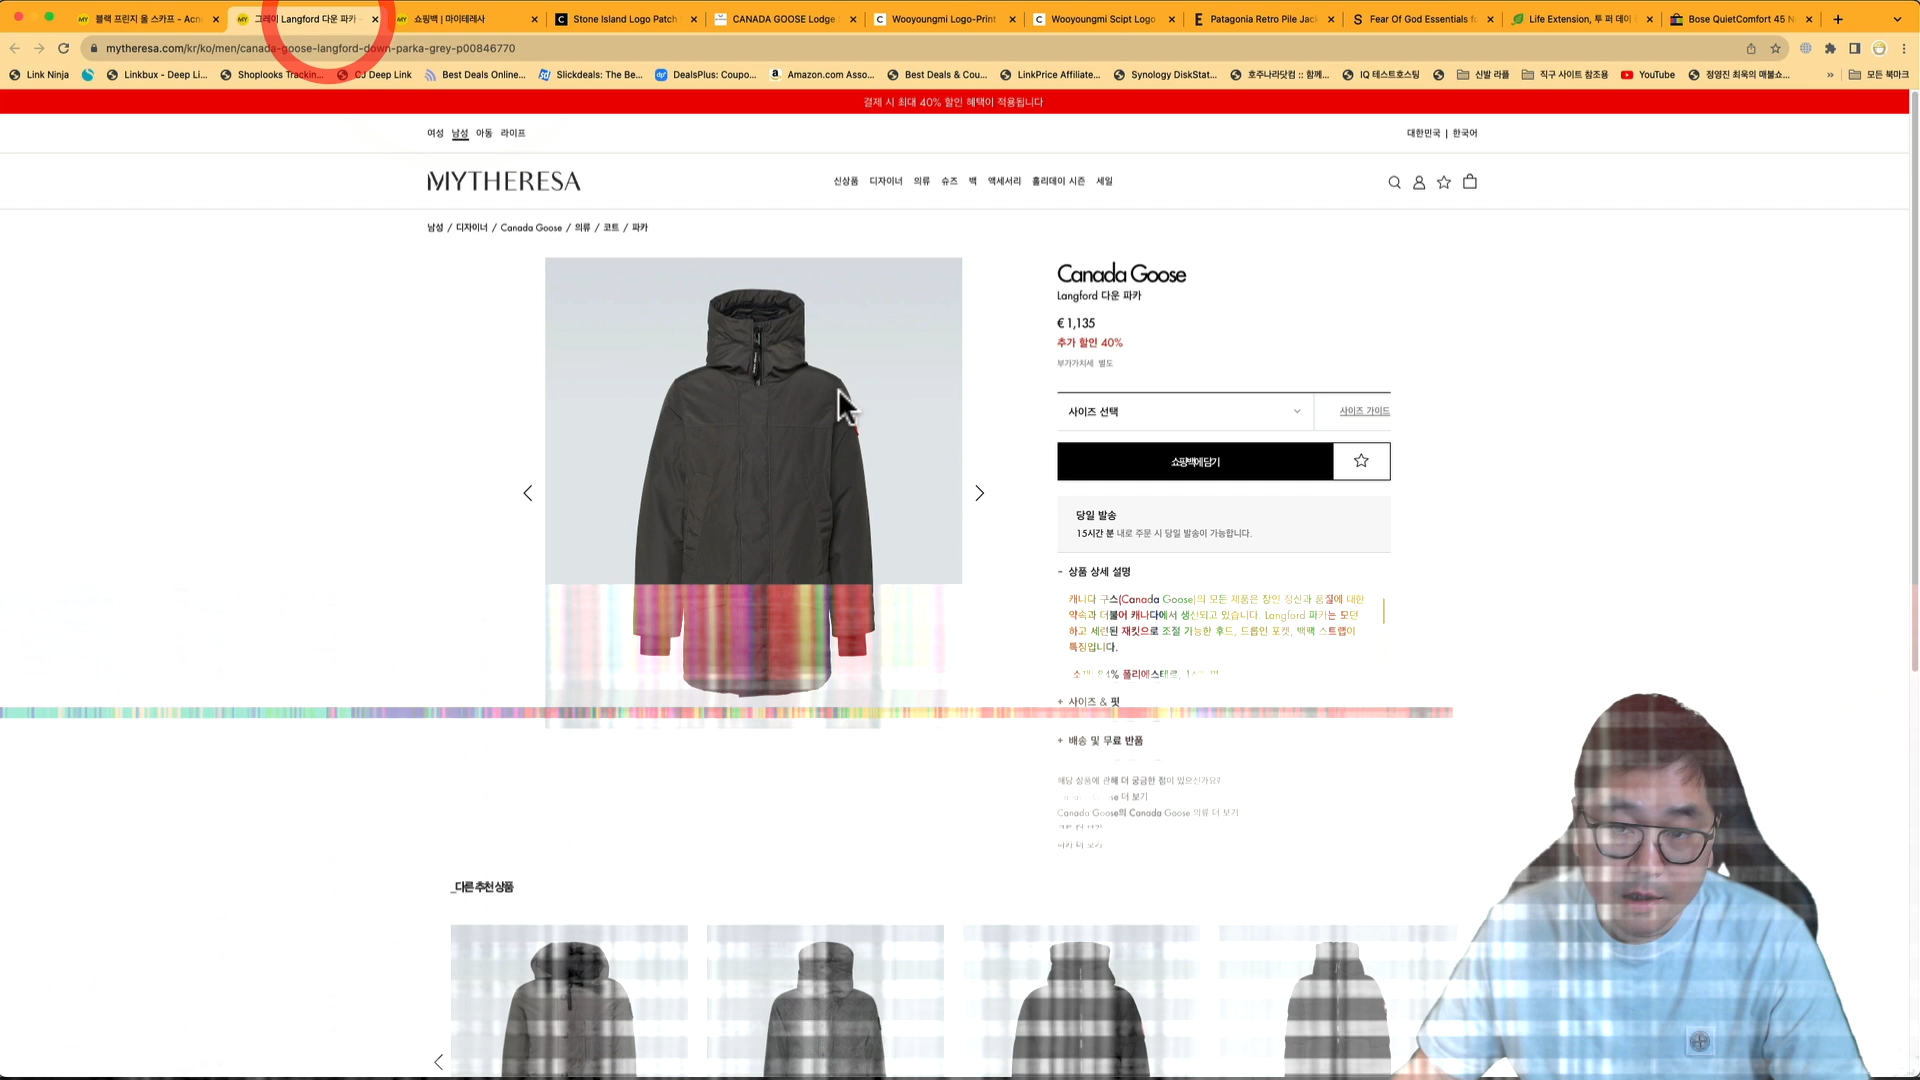 블랙 프린지 울 스카프 - Acn
그레이 Langford 다운 파카 -
쇼핑백 | 마이테레사
Stone Island Logo Patch
CANADA GOOSE Lodge
Wooyoungmi Logo-Print
Wooyoungmi Scipt Logo
Patagonia Retro Pile Jack
Fear Of God Essentials fo
Life Extension, 투 퍼 데이
Bose QuietComfort 45 N
mytheresa.com/kr/ko/men/canada-goose-langford-down-parka-grey-p00846770
Link Ninja
Linkbux - Deep Li...
Shoplooks Trackin...
CJ Deep Link
Best Deals Online...
Slickdeals: The Be...
DealsPlus: Coupo...
Amazon.com Asso...
Best Deals & Cou...
LinkPrice Affiliate...
Synology DiskStat...
호주나라닷컴 :: 함께...
IQ 테스트호스팅
신발 라플
직구 사이트 참조용
YouTube
정영진 최욱의 매불쇼...
»
모든 북마크
결제 시 최대 40% 할인 혜택이 적용됩니다
여성 남성 아동 라이프
대한민국 | 한국어
MYTHERESA
신상품 디자이너 의류 슈즈 백 액세서리 홀리데이 시즌 세일
남성 / 디자이너 / Canada Goose / 의류 / 코트 / 파카
Canada Goose
Langford 다운 파카
€ 1,135
추가 할인 40%
부가가치세 별도
사이즈 선택
사이즈 가이드
쇼핑백에 담기
당일 발송
15시간 분 내로 주문 시 당일 발송이 가능합니다.
- 상품 상세 설명
캐나다 구스(Canada Goose)의 모든 제품은 장인 정신과 품질에 대한
약속과 더불어 캐나다에서 생산되고 있습니다. Langford 파카는 모던
하고 세련된 재킷으로 조절 가능한 후드, 드롭인 포켓, 백팩 스트랩이
특징입니다.
폴리에스테르,
+ 사이즈 & 핏
+ 배송 및 무료 반품
해당 상품에 관해 더 궁금한 점이 있으신가요?
더 보기
Canada Goose의 Canada Goose 의류 더 보기
파카 더 보기
다른 추천 상품